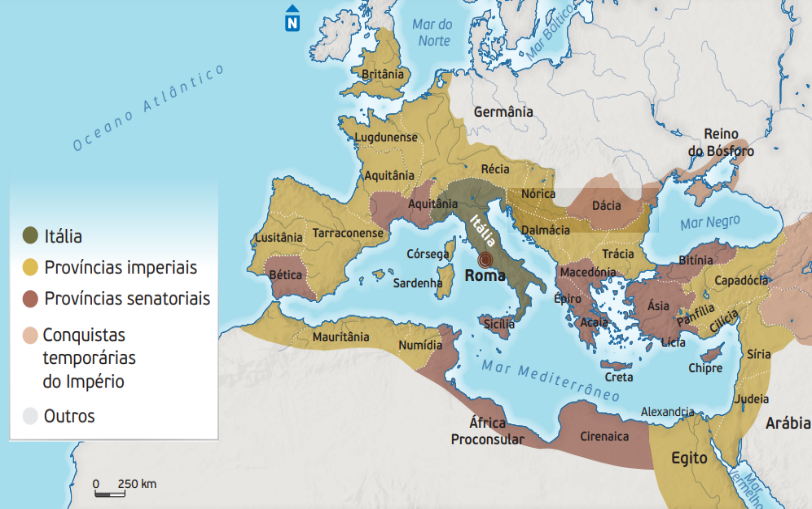 N
Mar do
Norte
Mar Báltico
Oceano Atlântico
Britânia
Germânia
Lugdunense
Reino
do Bósforo
Aquitânia
Récia
Nórica
Aquitânia
Dácia
Itália
Dalmácia
Mar Negro
Lusitânia
Tarraconense
Córsega
Roma
Trácia
Bitínia
Bética
Sardenha
Macedónia
Capadócia
Épiro
Ásia
Panfília
Cilícia
Sicília
Acaia
Lícia
Mauritânia
Numídia
Chipre
Síria
Creta
Mar Mediterrâneo
Judeia
Alexandria
África
Proconsular
Cirenaica
Arábia
Egito
Mar
Vermelho
Itália
Províncias imperiais
Províncias senatoriais
Conquistas
temporárias
do Império
Outros
0 250 km